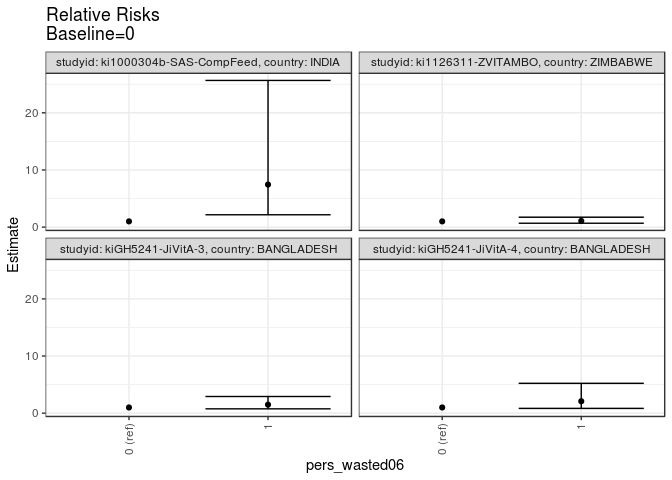 Relative Risks
Baseline=0
studyid: ki1000304b-SAS-CompFeed, country: INDIA
studyid: ki1126311-ZVITAMBO, country: ZIMBABWE
20
10
0
studyid: kiGH5241-JiVitA-3, country: BANGLADESH
studyid: kiGH5241-JiVitA-4, country: BANGLADESH
20
10
0
Estimate
0 (ref)
1
0 (ref)
1
pers_wasted06